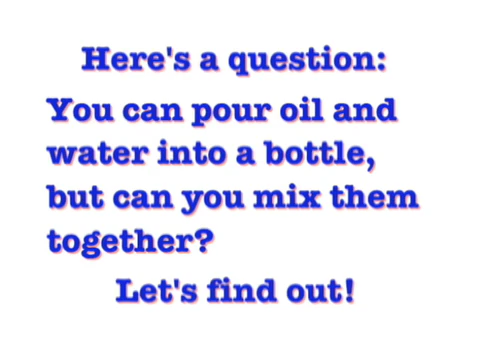 Here's a question:
You can pour oil and
water into a bottle,
but can you mix them
together?
Let's find out!